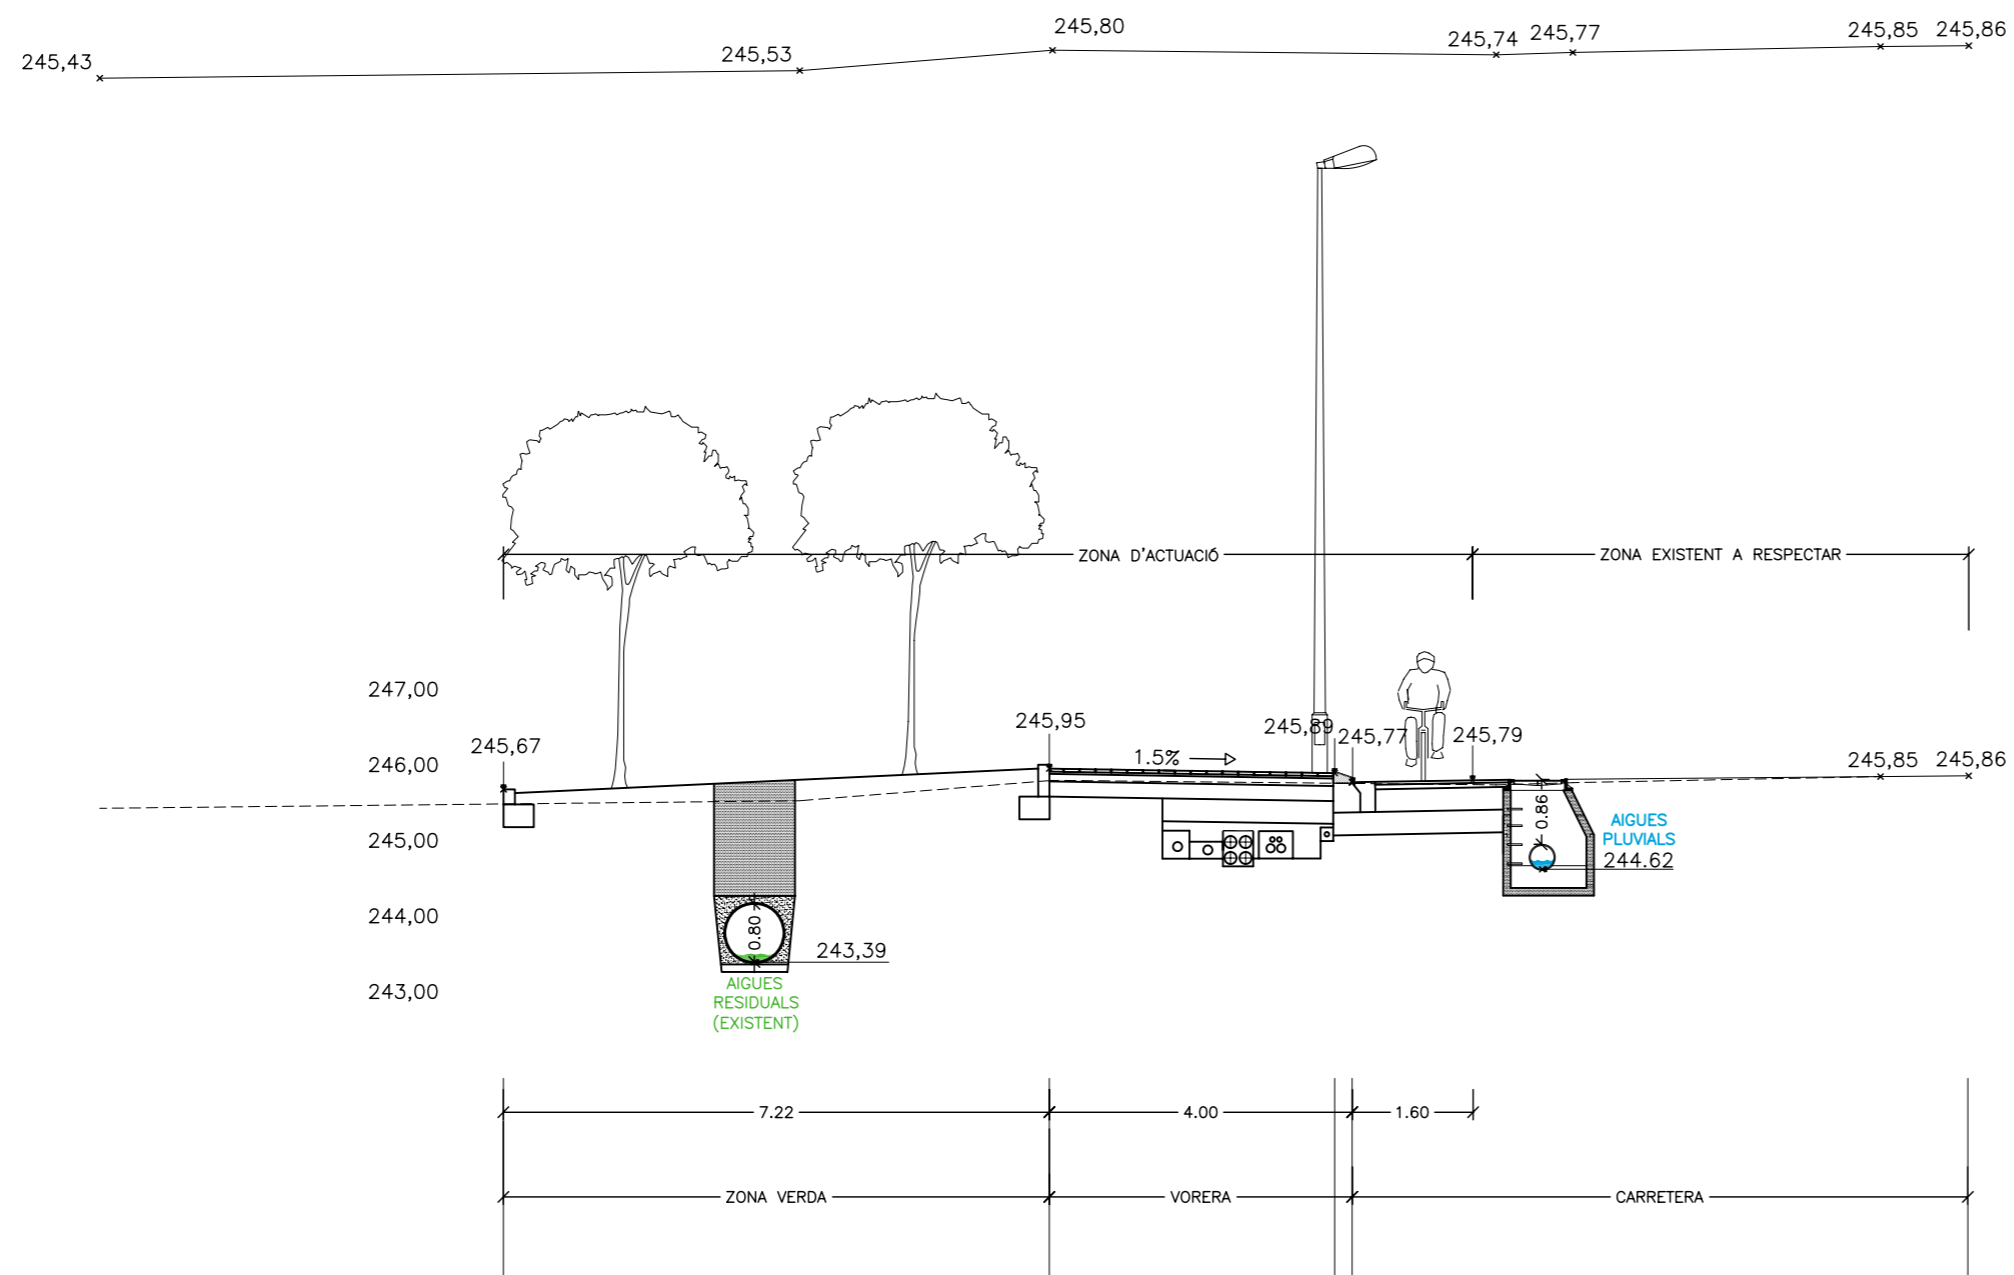 245,43
245,53
245,80
245,74
245,77
245,85
245,86
ZONA D'ACTUACIÓ
ZONA EXISTENT A RESPECTAR
247,00
246,00
245,00
244,00
243,00
245,67
245,95
1.5%
245,89
245,77
245,79
245,85
245,86
0.86
AIGUES
PLUVIALS
244.62
0.80
243,39
AIGUES
RESIDUALS
(EXISTENT)
7.22
4.00
1.60
ZONA VERDA
VORERA
CARRETERA